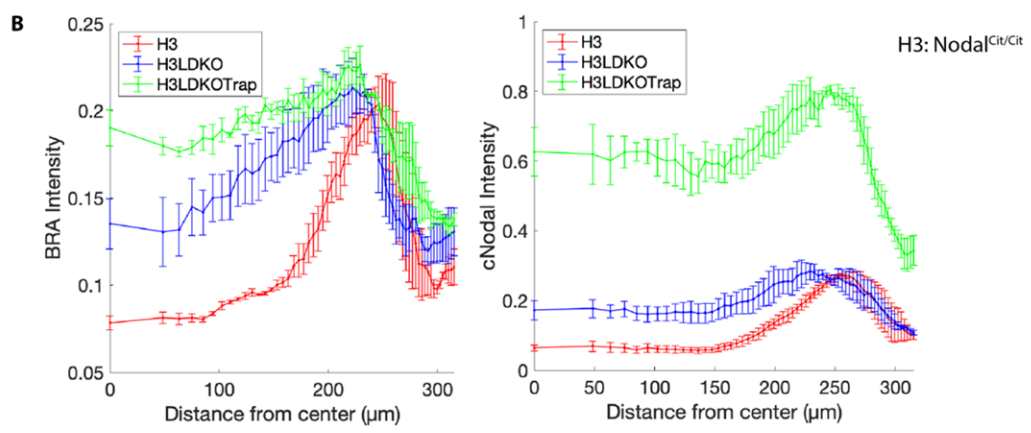 B
0.25
0.2
0.15
0.1
0.05
BRA Intensity
H3
H3LDKO
H3LDKOTrap
0
100
200
300
Distance from center (µm)
1
0.8
0.6
0.4
0.2
0
cNodal Intensity
H3
H3LDKO
H3LDKOTrap
0
50
100
150
200
250
300
Distance from center (µm)
H3: Nodal^Cit/Cit